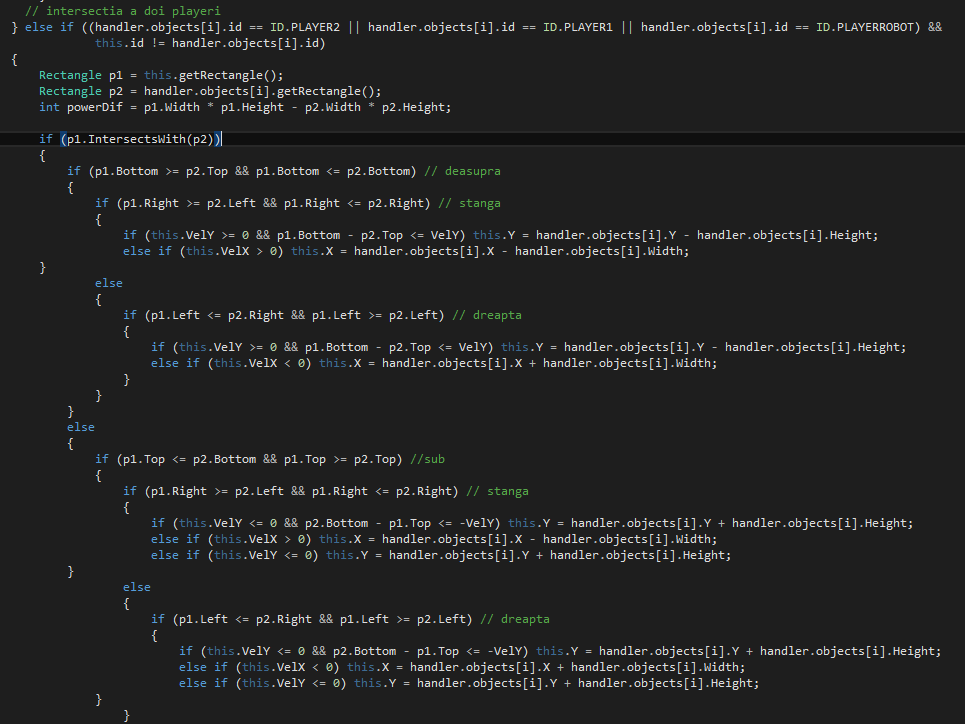 // intersectia a doi playeri
} else if ((handler.objects[i].id == ID.PLAYER2 || handler.objects[i].id == ID.PLAYER1 || handler.objects[i].id == ID.PLAYERROBOT) &&
this.id != handler.objects[i].id)
{
Rectangle p1 = this.getRectangle();
Rectangle p2 = handler.objects[i].getRectangle();
int powerDif = p1.Width * p1.Height - p2.Width * p2.Height;
if (p1.IntersectsWith(p2))
{
if (p1.Bottom >= p2.Top && p1.Bottom <= p2.Bottom) // deasupra
{
if (p1.Right >= p2.Left && p1.Right <= p2.Right) // stanga
{
if (this.VelY >= 0 && p1.Bottom - p2.Top <= VelY) this.Y = handler.objects[i].Y - handler.objects[i].Height;
else if (this.VelX > 0) this.X = handler.objects[i].X - handler.objects[i].Width;
}
else
{
if (p1.Left <= p2.Right && p1.Left >= p2.Left) // dreapta
{
if (this.VelY >= 0 && p1.Bottom - p2.Top <= VelY) this.Y = handler.objects[i].Y - handler.objects[i].Height;
else if (this.VelX < 0) this.X = handler.objects[i].X + handler.objects[i].Width;
}
}
}
else
{
if (p1.Top <= p2.Bottom && p1.Top >= p2.Top) //sub
{
if (p1.Right >= p2.Left && p1.Right <= p2.Right) // stanga
{
if (this.VelY <= 0 && p2.Bottom - p1.Top <= -VelY) this.Y = handler.objects[i].Y + handler.objects[i].Height;
else if (this.VelX > 0) this.X = handler.objects[i].X - handler.objects[i].Width;
else if (this.VelY <= 0) this.Y = handler.objects[i].Y + handler.objects[i].Height;
}
else
{
if (p1.Left <= p2.Right && p1.Left >= p2.Left) // dreapta
{
if (this.VelY <= 0 && p2.Bottom - p1.Top <= -VelY) this.Y = handler.objects[i].Y + handler.objects[i].Height;
else if (this.VelX < 0) this.X = handler.objects[i].X + handler.objects[i].Width;
else if (this.VelY <= 0) this.Y = handler.objects[i].Y + handler.objects[i].Height;
}
}